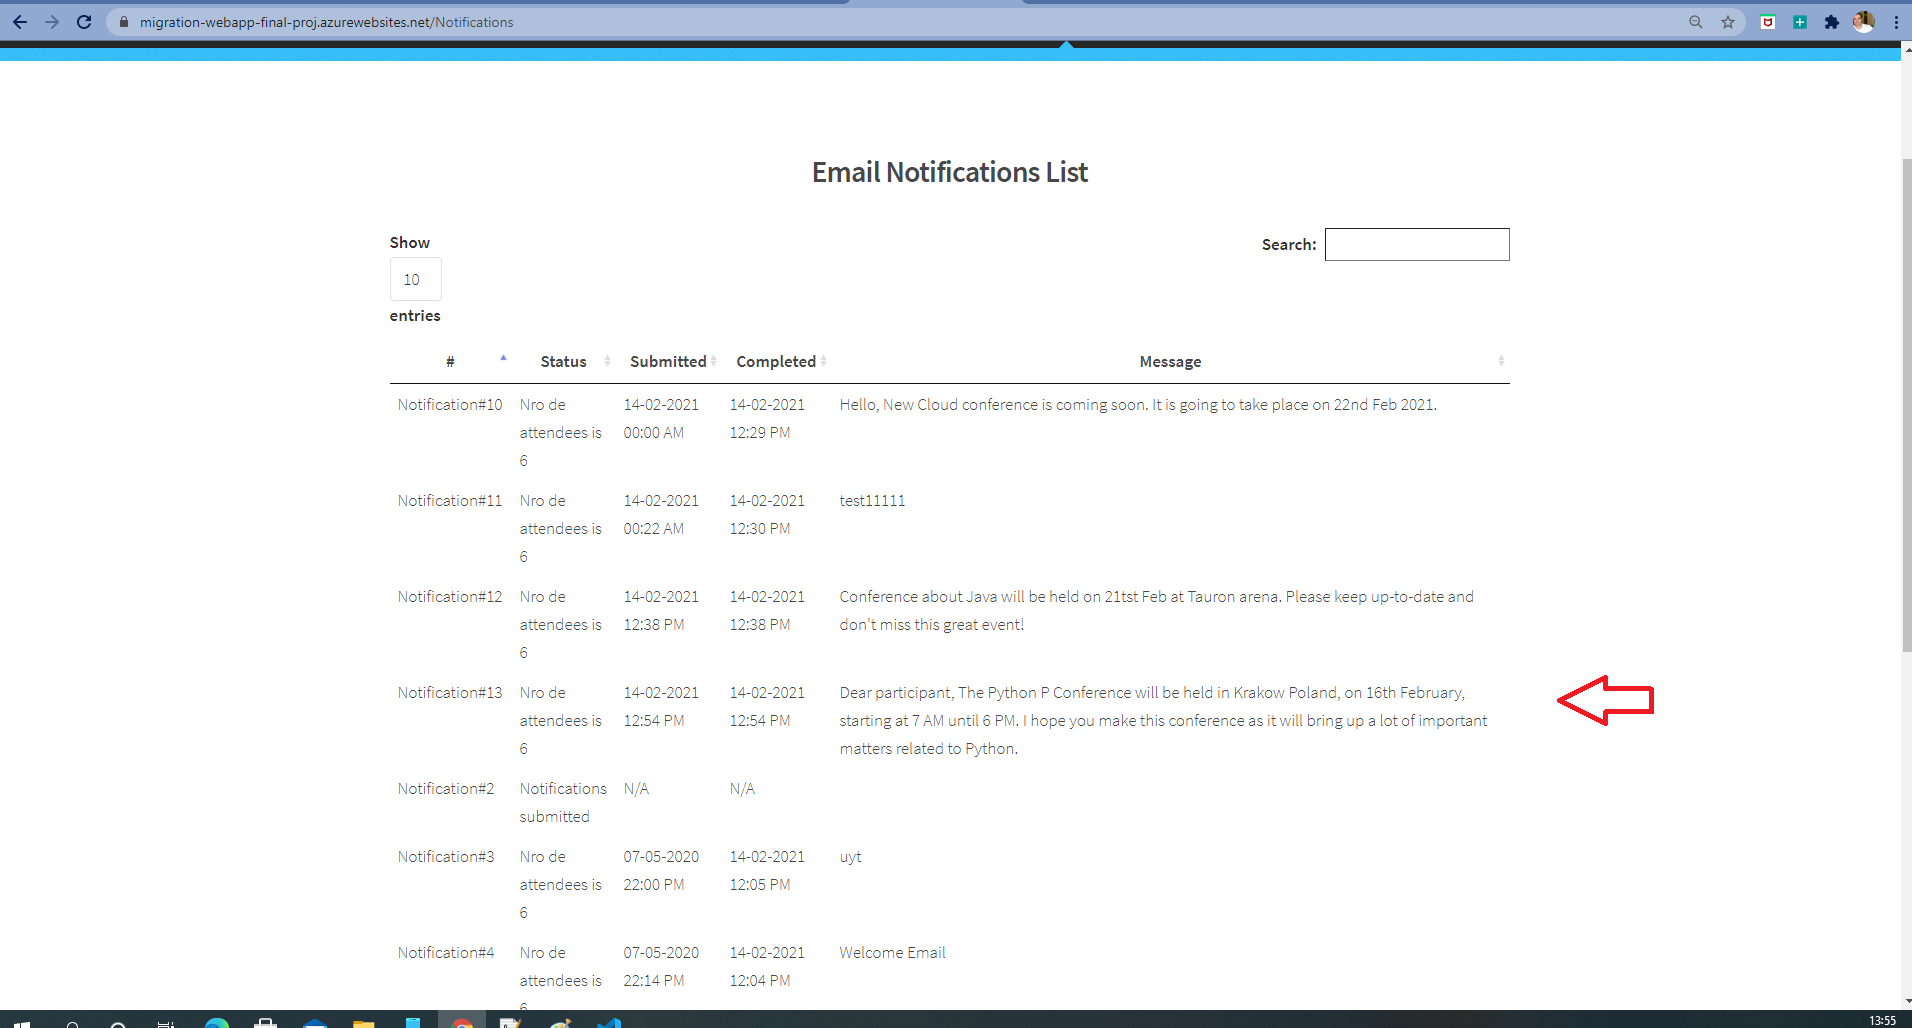 migration-webapp-final-proj.azurewebsites.net/Notifications
Email Notifications List
Show
10
entries
Search:
# Status Submitted Completed Message
Notification#10 Nro de 14-02-2021 14-02-2021 Hello, New Cloud conference is coming soon. It is going to take place on 22nd Feb 2021.
attendees is 00:00 AM 12:29 PM
6
Notification#11 Nro de 14-02-2021 14-02-2021 test11111
attendees is 00:22 AM 12:30 PM
6
Notification#12 Nro de 14-02-2021 14-02-2021 Conference about Java will be held on 21tst Feb at Tauron arena. Please keep up-to-date and
attendees is 12:38 PM 12:38 PM don't miss this great event!
6
Notification#13 Nro de 14-02-2021 14-02-2021 Dear participant, The Python P Conference will be held in Krakow Poland, on 16th February,
attendees is 12:54 PM 12:54 PM starting at 7 AM until 6 PM. I hope you make this conference as it will bring up a lot of important
6 matters related to Python.
Notification#2 Notifications N/A N/A
submitted
Notification#3 Nro de 07-05-2020 14-02-2021 uyt
attendees is 22:00 PM 12:05 PM
6
Notification#4 Nro de 07-05-2020 14-02-2021 Welcome Email
attendees is 22:14 PM 12:04 PM
6
13:55